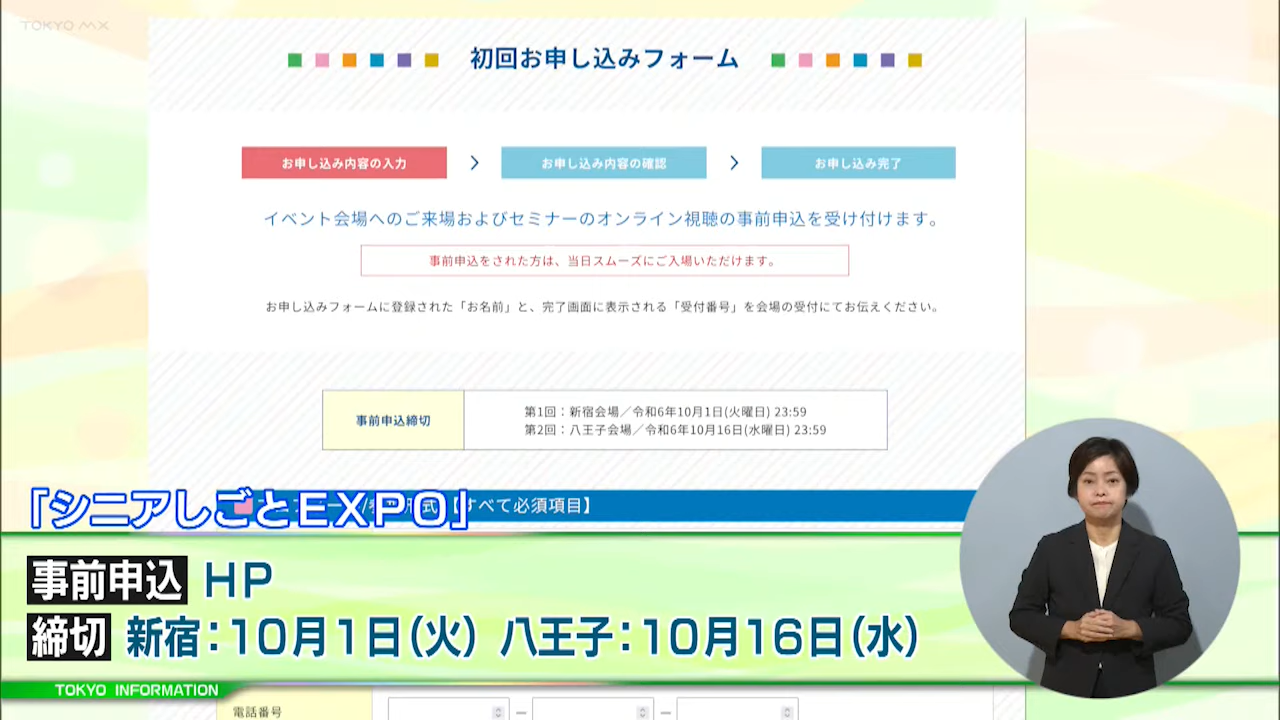 TOKYO MX
初回お申し込みフォーム
お申し込み内容の入力
お申し込み内容の確認
お申し込み完了
イベント会場へのご来場およびセミナーのオンライン視聴の事前申込を受け付けます。
事前申込をされた方は、当日スムーズにご入場いただけます。
お申し込みフォームに登録された「お名前」と、完了画面に表示される「受付番号」を会場の受付にてお伝えください。
事前申込締切
第1回：新宿会場／令和6年10月1日(火曜日) 23:59
第2回：八王子会場／令和6年10月16日(水曜日) 23:59
すべて必須項目】
「シニアしごとEXPO」
事前申込 HP
締切 新宿：10月1日（火） 八王子：10月16日（水）
TOKYO INFORMATION
電話番号